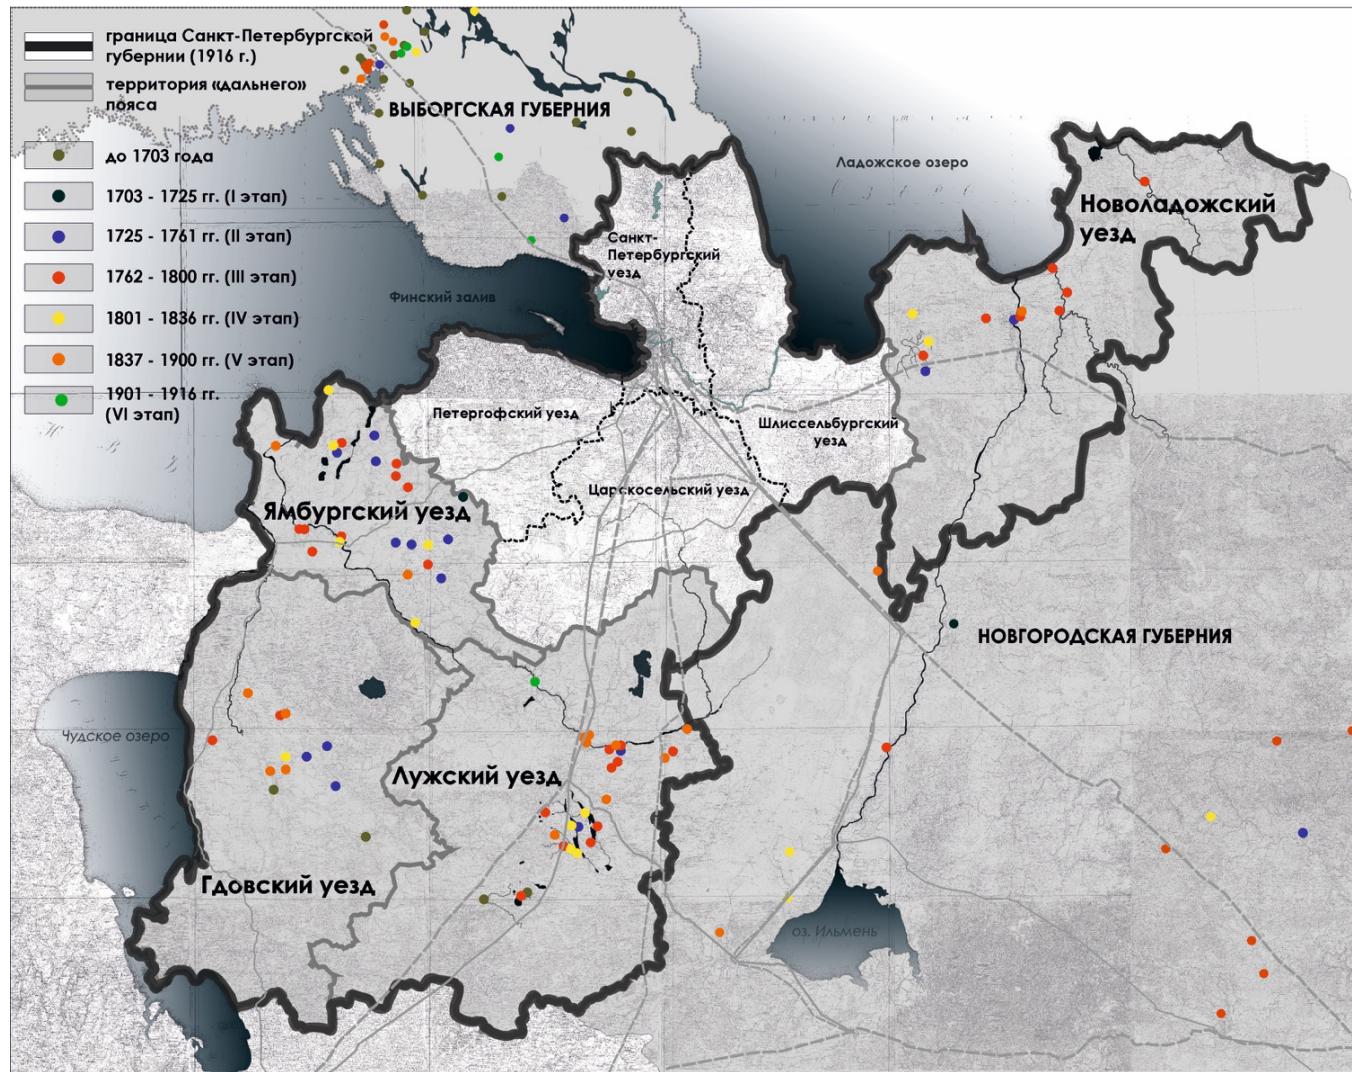 граница Санкт-Петербургской
губернии (1916 г.)
территория «дальнего»
пояса
до 1703 года
1703 - 1725 гг. (I этап)
1725 - 1761 гг. (II этап)
1762 - 1800 гг. (III этап)
1801 - 1836 гг. (IV этап)
1837 - 1900 гг. (V этап)
1901 - 1916 гг.
(VI этап)
ВЫБОРГСКАЯ ГУБЕРНИЯ
Ладожское озеро
Новоладожский
уезд
Санкт-
Петербургский
уезд
Финский залив
Петергофский уезд
Шлиссельбургский
уезд
Царскосельский уезд
Ямбургский уезд
НОВГОРОДСКАЯ ГУБЕРНИЯ
Чудское озеро
Лужский уезд
Гдовский уезд
оз. Ильмень